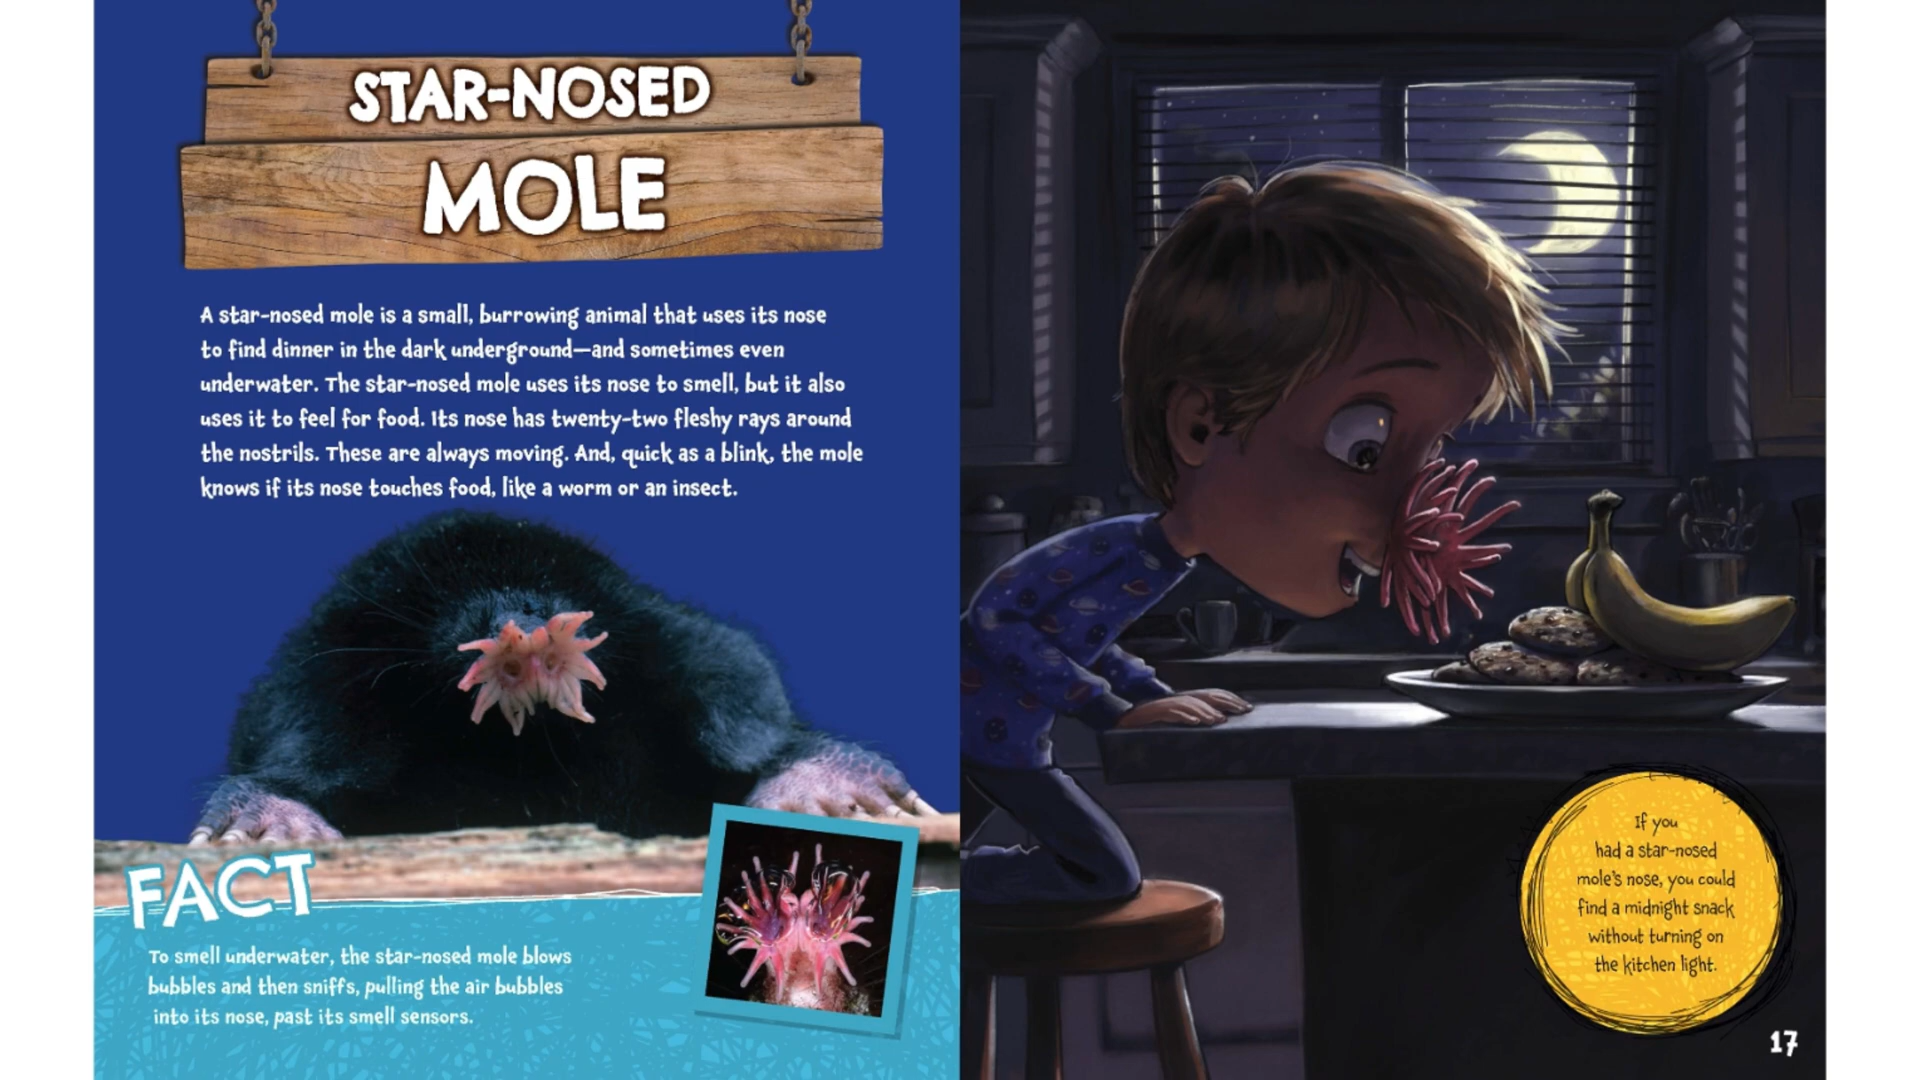 STAR-NOSED
MOLE
A star-nosed mole is a small, burrowing animal that uses its nose
to find dinner in the dark underground—and sometimes even
underwater. The star-nosed mole uses its nose to smell, but it also
uses it to feel for food. Its nose has twenty-two fleshy rays around
the nostrils. These are always moving. And, quick as a blink, the mole
knows if its nose touches food, like a worm or an insect.
FACT
To smell underwater, the star-nosed mole blows
bubbles and then sniffs, pulling the air bubbles
into its nose, past its smell sensors.
If you
had a star-nosed
mole's nose, you could
find a midnight snack
without turning on
the kitchen light.
17